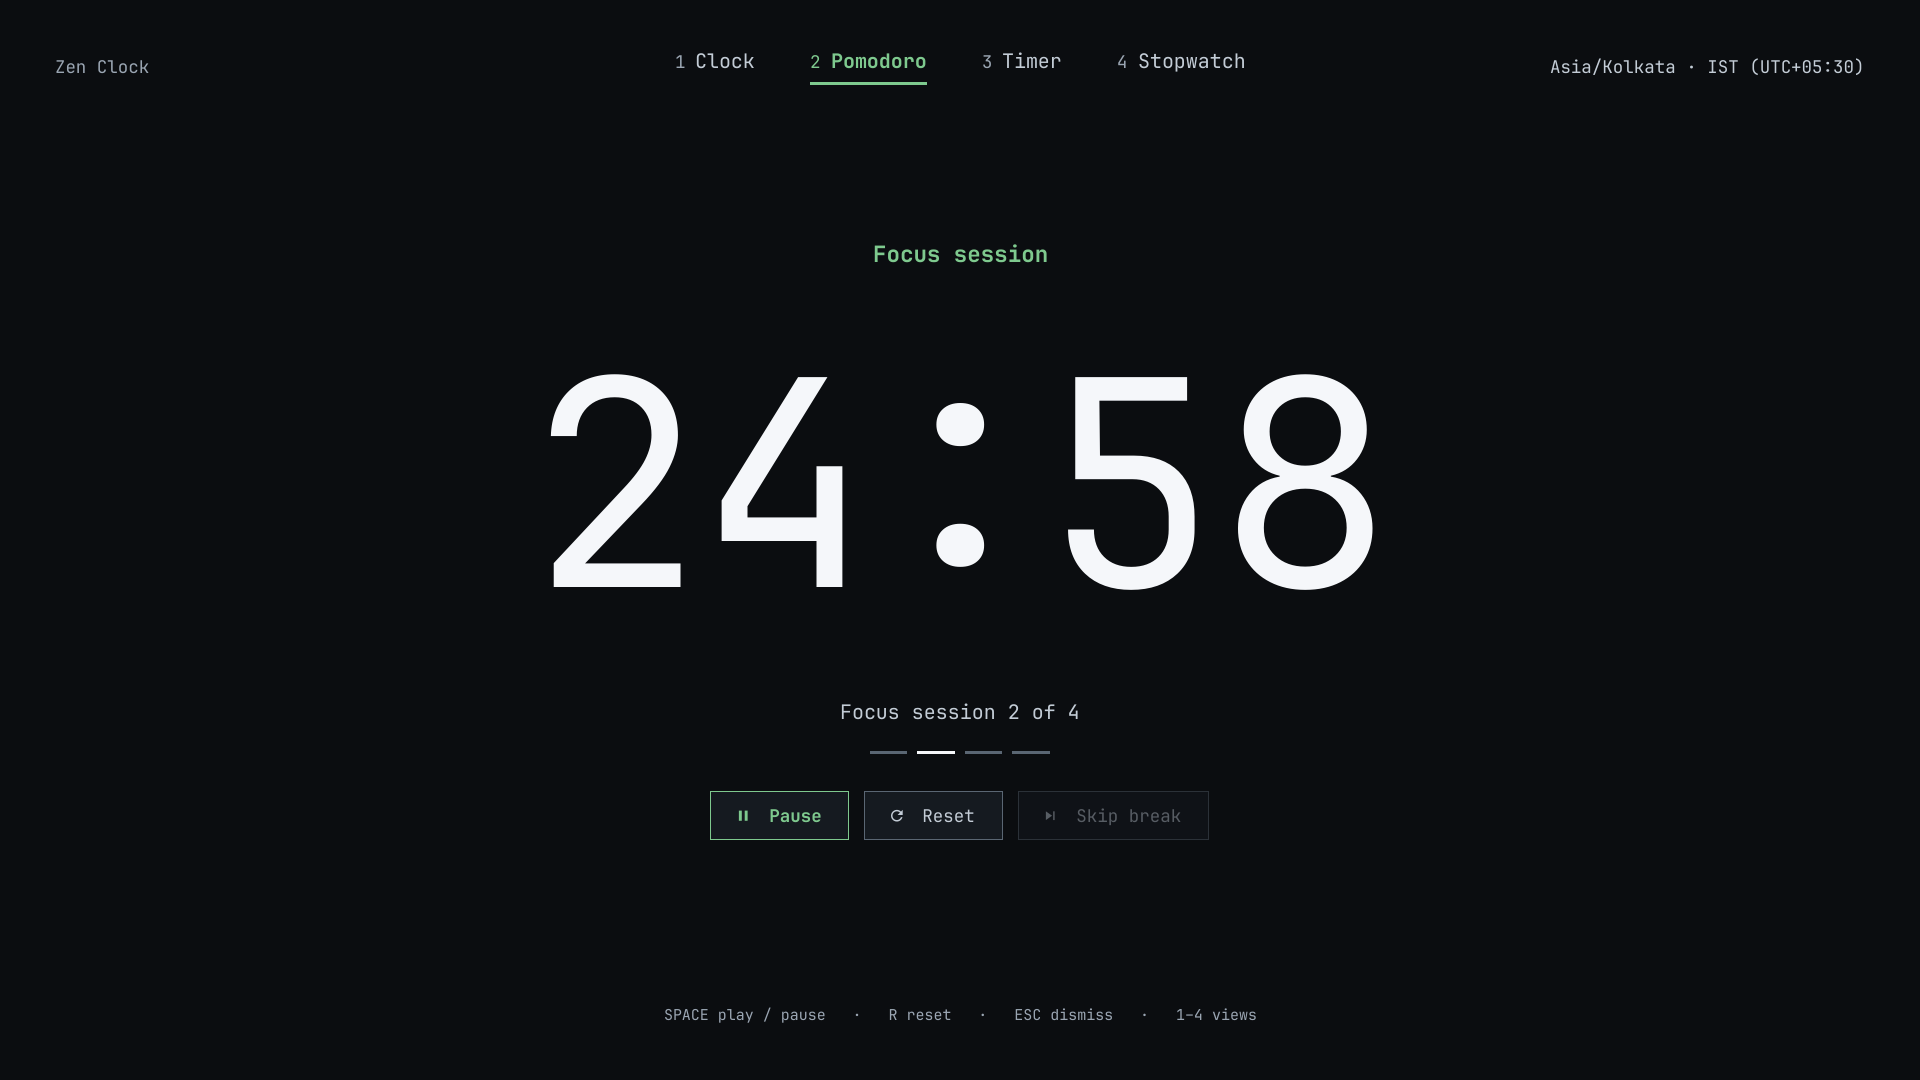 Zen Clock
1 Clock
2 Pomodoro
3 Timer
4 Stopwatch
Asia/Kolkata · IST (UTC+05:30)
Focus session
24:58
Focus session 2 of 4
Pause
Reset
Skip break
SPACE play / pause · R reset · ESC dismiss · 1–4 views